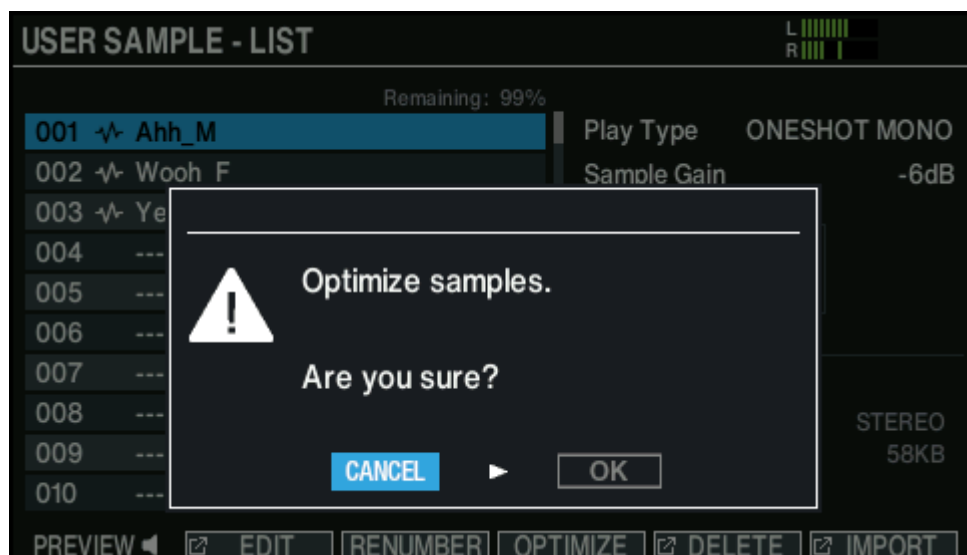 USER SAMPLE - LIST
L
R
Remaining: 99%
001 Ahh_M
Play Type ONESHOT MONO
002 Wooh F
Sample Gain -6dB
003 Ye
004 ---
005 ---
006 ---
007 ---
008 ---
009 ---
010 ---
Optimize samples.
Are you sure?
CANCEL
OK
STEREO
58KB
PREVIEW EDIT RENUMBER OPTIMIZE DELETE IMPORT